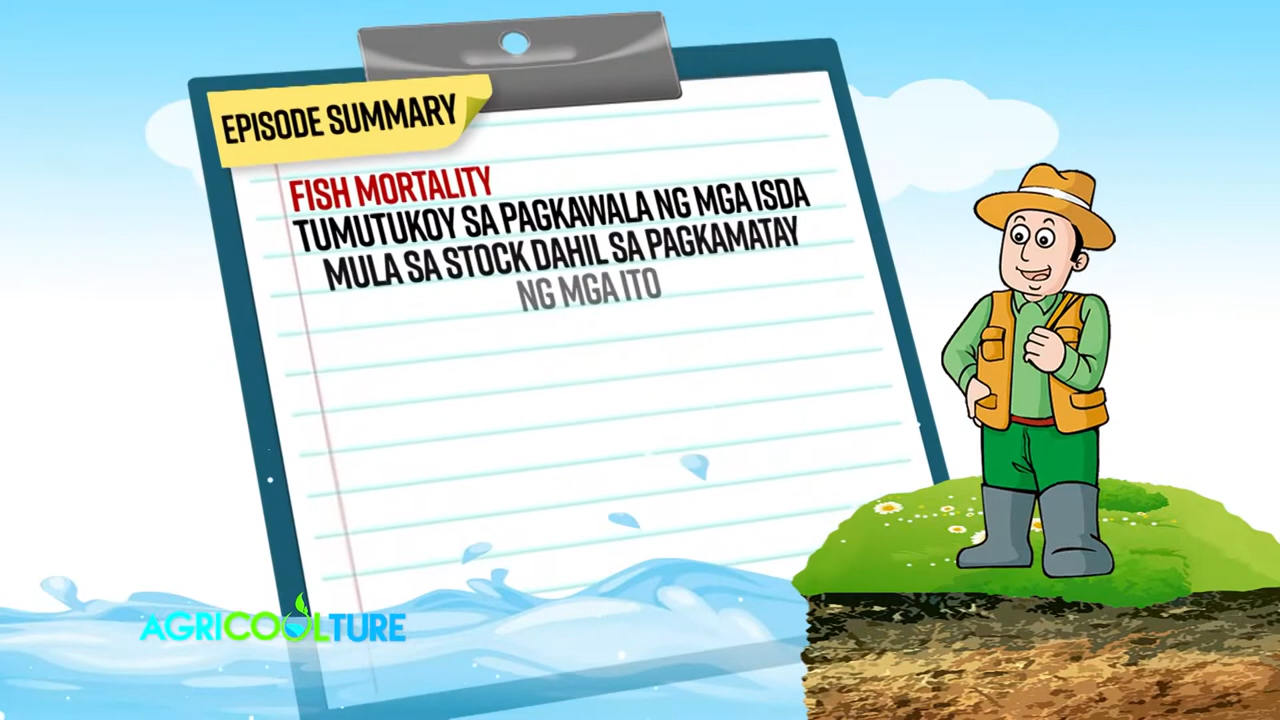 EPISODE SUMMARY
FISH MORTALITY
TUMUTUKOY SA PAGKAWALA NG MGA ISDA
MULA SA STOCK DAHIL SA PAGKAMATAY
NG MGA ITO
AGRICOOLTURE